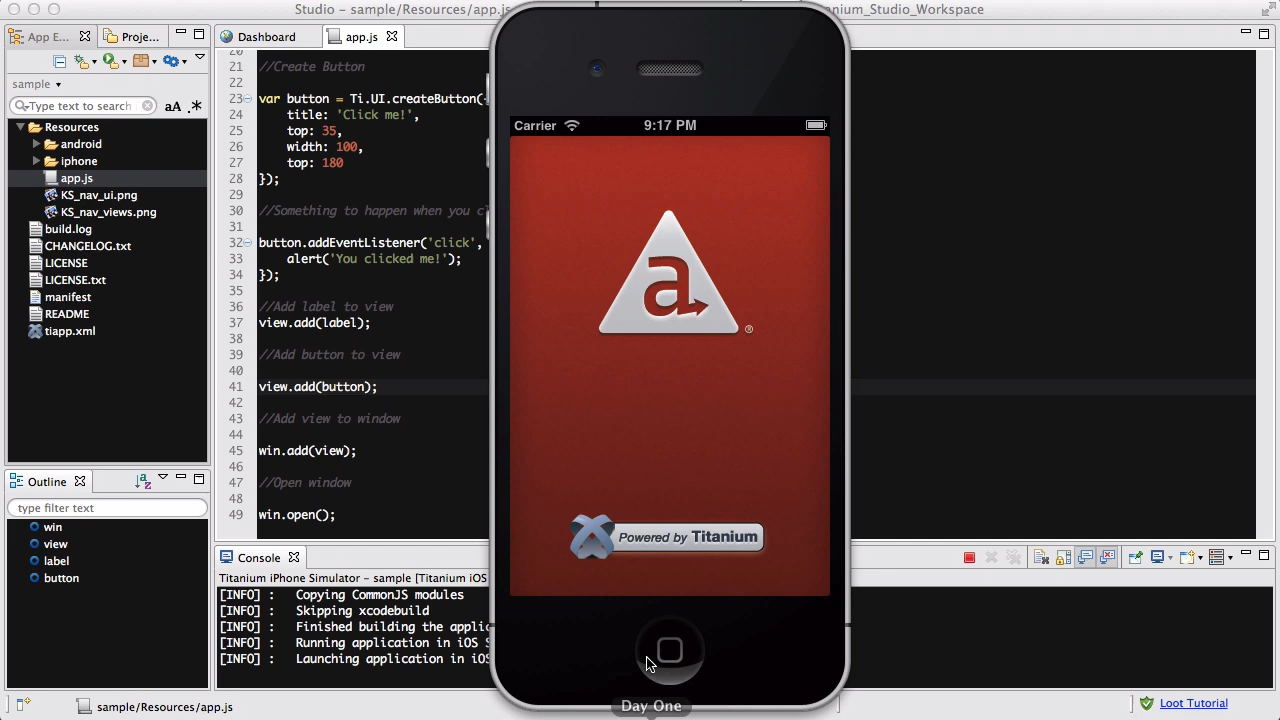 Studio - sample/Resources/app.js
nium_Studio_Workspace
App E...
Proje...
Dashboard
app.js
sample
Type text to search
aA .*
Resources
android
iphone
app.js
KS_nav_ui.png
KS_nav_views.png
build.log
CHANGELOG.txt
LICENSE
LICENSE.txt
manifest
README
tiapp.xml
Outline
type filter text
win
view
label
button
21 //Create Button
22
23 var button = Ti.UI.createButton(
24 title: 'Click me!',
25 top: 35,
26 width: 100,
27 top: 180
28 });
29
30 //Something to happen when you cl
31
32 button.addEventListener('click',
33 alert('You clicked me!');
34 });
35
36 //Add label to view
37 view.add(label);
38
39 //Add button to view
40
41 view.add(button);
42
43 //Add view to window
44
45 win.add(view);
46
47 //Open window
48
49 win.open();
Carrier
9:17 PM
a
®
Powered by Titanium
Console
Titanium iPhone Simulator - sample [Titanium iOS
[INFO] : Copying CommonJS modules
[INFO] : Skipping xcodebuild
[INFO] : Finished building the applic
[INFO] : Running application in iOS S
[INFO] : Launching application in iOS
Day One
sample/Resources/app.js
Loot Tutorial